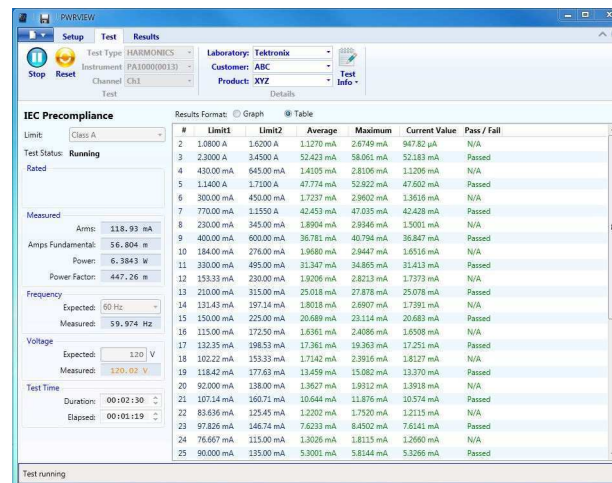 PWRVIEW
Setup Test Results
Stop Reset
Test Type HARMONICS
Instrument PA1000(0013)
Channel Ch1
Test
Laboratory: Tektronix
Customer: ABC
Product: XYZ
Test Info
Details
IEC Precompliance
Limit: Class A
Test Status: Running
Rated
Measured
Arms: 118.93 mA
Amps Fundamental: 56.804 m
Power: 6.3843 W
Power Factor: 447.26 m
Frequency
Expected: 60 Hz
Measured: 59.974 Hz
Voltage
Expected: 120 V
Measured: 120.02 V
Test Time
Duration: 00:02:30
Elapsed: 00:01:19
Results Format: Graph Table
# Limit1 Limit2 Average Maximum Current Value Pass / Fail
2 1.0800 A 1.6200 A 1.1270 mA 2.6749 mA 947.82 µA N/A
3 2.3000 A 3.4500 A 52.423 mA 58.061 mA 52.183 mA Passed
4 430.00 mA 645.00 mA 1.4105 mA 2.8106 mA 1.1206 mA N/A
5 1.1400 A 1.7100 A 47.774 mA 52.922 mA 47.602 mA Passed
6 300.00 mA 450.00 mA 1.7237 mA 2.9602 mA 1.3616 mA N/A
7 770.00 mA 1.1550 A 42.453 mA 47.035 mA 42.428 mA Passed
8 230.00 mA 345.00 mA 1.8904 mA 2.9346 mA 1.5001 mA N/A
9 400.00 mA 600.00 mA 36.781 mA 40.794 mA 36.847 mA Passed
10 184.00 mA 276.00 mA 1.9680 mA 2.9447 mA 1.6516 mA N/A
11 330.00 mA 495.00 mA 31.347 mA 34.865 mA 31.413 mA Passed
12 153.33 mA 230.00 mA 1.9206 mA 2.8213 mA 1.7373 mA N/A
13 210.00 mA 315.00 mA 25.018 mA 27.878 mA 25.078 mA Passed
14 131.43 mA 197.14 mA 1.8018 mA 2.6907 mA 1.7391 mA N/A
15 150.00 mA 225.00 mA 20.689 mA 23.114 mA 20.683 mA Passed
16 115.00 mA 172.50 mA 1.6361 mA 2.4086 mA 1.6508 mA N/A
17 132.35 mA 198.53 mA 17.361 mA 19.363 mA 17.251 mA Passed
18 102.22 mA 153.33 mA 1.7142 mA 2.3916 mA 1.8127 mA N/A
19 118.42 mA 177.63 mA 13.459 mA 15.082 mA 13.370 mA Passed
20 92.000 mA 138.00 mA 1.3627 mA 1.9312 mA 1.3918 mA N/A
21 107.14 mA 160.71 mA 10.644 mA 11.876 mA 10.574 mA Passed
22 83.636 mA 125.45 mA 1.2202 mA 1.7520 mA 1.2115 mA N/A
23 97.826 mA 146.74 mA 7.6233 mA 8.4502 mA 7.6141 mA Passed
24 76.667 mA 115.00 mA 1.3026 mA 1.8115 mA 1.2660 mA N/A
25 90.000 mA 135.00 mA 5.3001 mA 5.8144 mA 5.3266 mA Passed
Test running